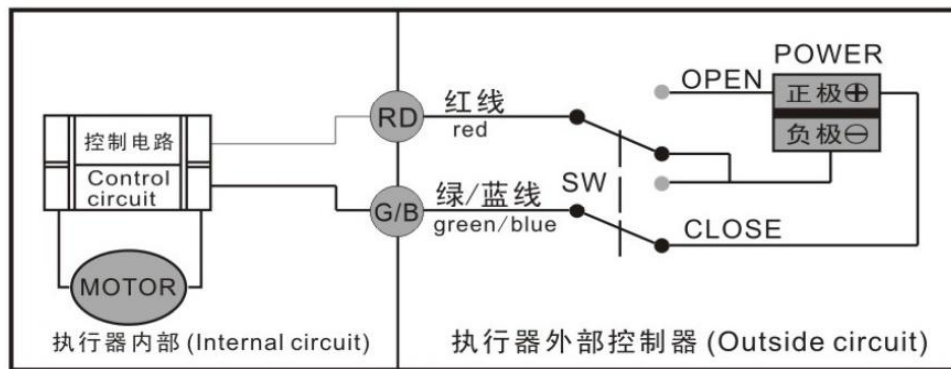 控制电路
Control
circuit
MOTOR
执行器内部 (Internal circuit)
RD
红线
red
G/B
绿/蓝线
green/blue
SW
OPEN
POWER
正极⊕
负极⊖
CLOSE
执行器外部控制器 (Outside circuit)